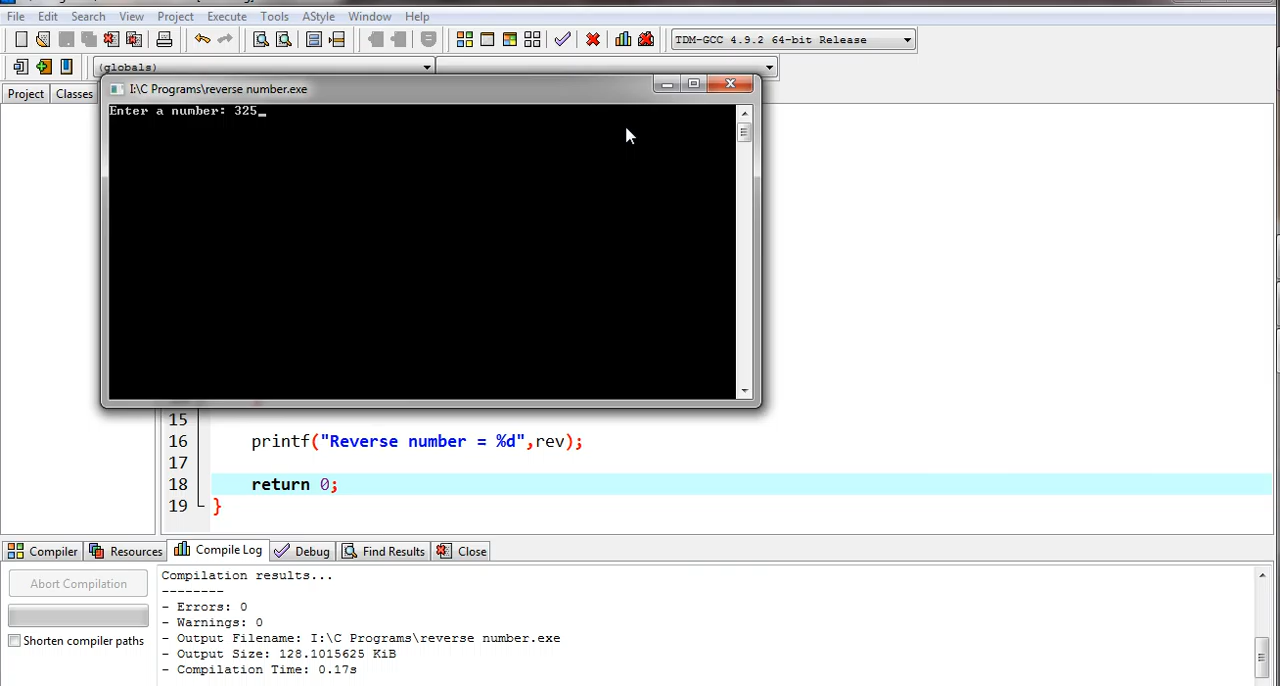 File Edit Search View Project Execute Tools AStyle Window Help
TDM-GCC 4.9.2 64-bit Release
(globals)
Project Classes
I:\C Programs\reverse number.exe
Enter a number: 325_
15
16 printf("Reverse number = %d",rev);
17
18 return 0;
19 }
Compiler Resources Compile Log Debug Find Results Close
Abort Compilation
Shorten compiler paths
Compilation results...
--------
- Errors: 0
- Warnings: 0
- Output Filename: I:\C Programs\reverse number.exe
- Output Size: 128.1015625 KiB
- Compilation Time: 0.17s